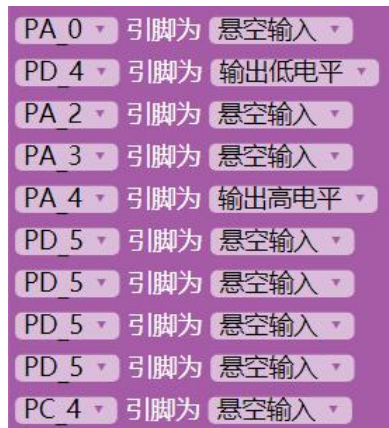 PA_0 引脚为 悬空输入
PD_4 引脚为 输出低电平
PA_2 引脚为 悬空输入
PA_3 引脚为 悬空输入
PA_4 引脚为 输出高电平
PD_5 引脚为 悬空输入
PD_5 引脚为 悬空输入
PD_5 引脚为 悬空输入
PD_5 引脚为 悬空输入
PC_4 引脚为 悬空输入